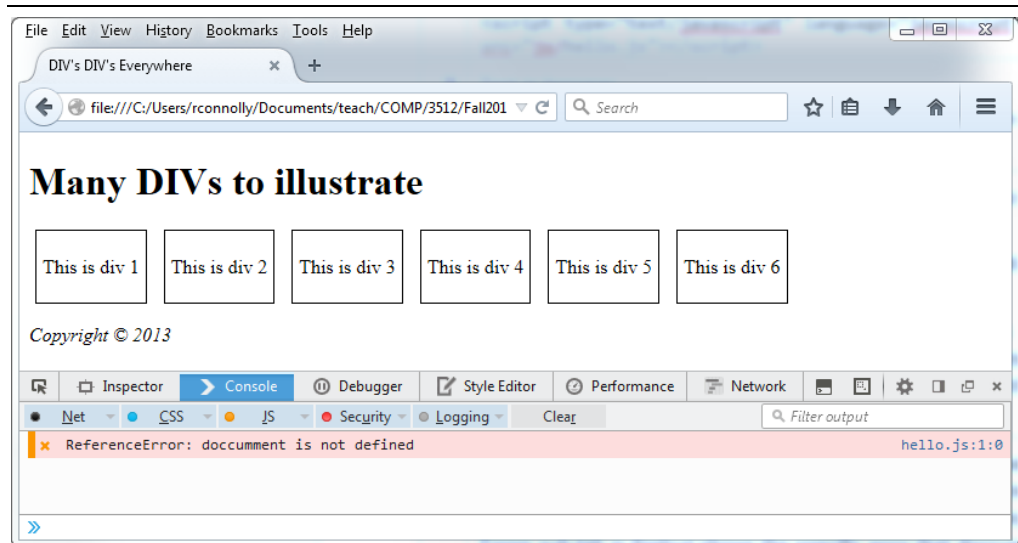 File Edit View History Bookmarks Tools Help
DIV's DIV's Everywhere
file:///C:/Users/rconnolly/Documents/teach/COMP/3512/Fall201 Search
Many DIVs to illustrate
This is div 1 This is div 2 This is div 3 This is div 4 This is div 5 This is div 6
Copyright © 2013
Inspector Console Debugger Style Editor Performance Network
Net CSS JS Security Logging Clear Filter output
ReferenceError: doccumment is not defined hello.js:1:0